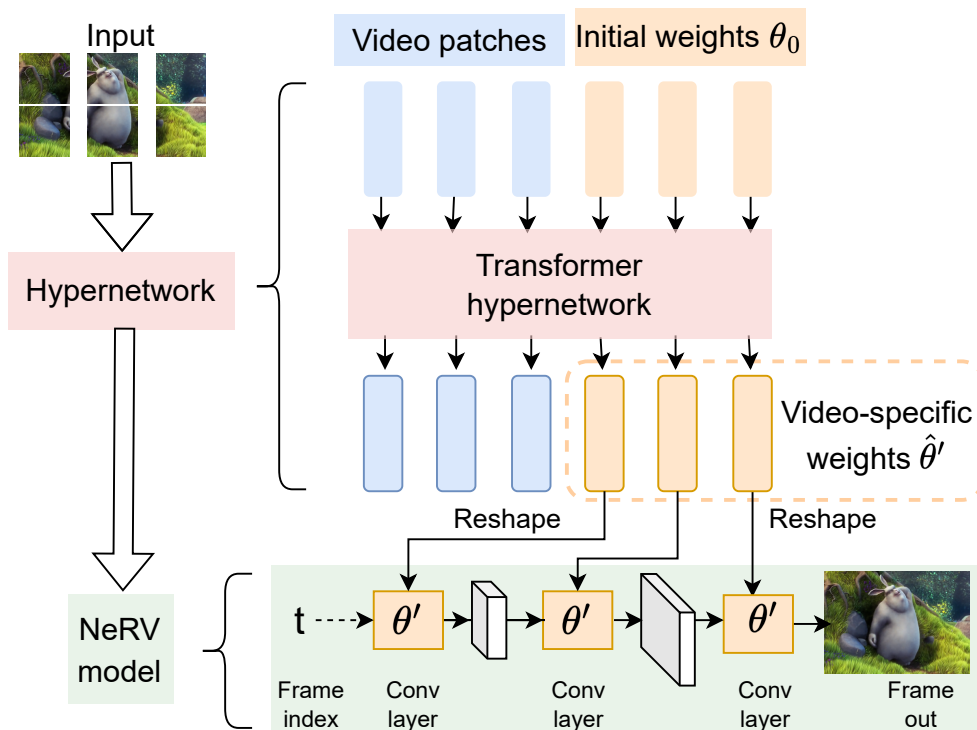 Input
Video patches
Initial weights θ₀
Hypernetwork
Transformer
hypernetwork
Video-specific
weights θ̂′
Reshape
Reshape
NeRV
model
t
θ′
θ′
θ′
Frame
index
Conv
layer
Conv
layer
Conv
layer
Frame
out